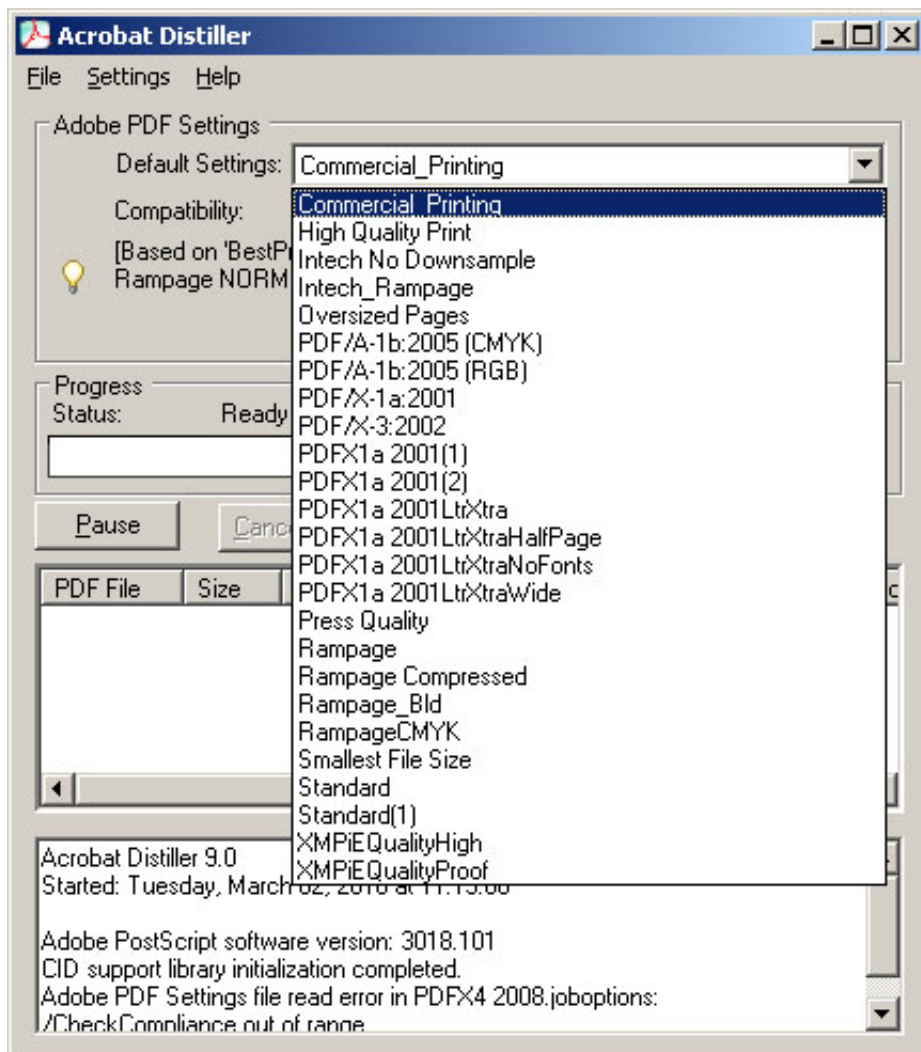 Acrobat Distiller
File Settings Help
Adobe PDF Settings
Default Settings: Commercial_Printing
Compatibility:
[Based on 'BestP
Rampage NORM
Commercial_Printing
High Quality Print
Intech No Downsample
Intech_Rampage
Oversized Pages
PDF/A-1b:2005 (CMYK)
PDF/A-1b:2005 (RGB)
PDF/X-1a:2001
PDF/X-3:2002
PDFX1a 2001(1)
PDFX1a 2001(2)
PDFX1a 2001LtrXtra
PDFX1a 2001LtrXtraHalfPage
PDFX1a 2001LtrXtraNoFonts
PDFX1a 2001LtrXtraWide
Press Quality
Rampage
Rampage Compressed
Rampage_Bld
RampageCMYK
Smallest File Size
Standard
Standard(1)
XMPiEQualityHigh
XMPiEQualityProof
Progress
Status: Ready
Pause Canc
PDF File Size
Acrobat Distiller 9.0
Started: Tuesday, March
Adobe PostScript software version: 3018.101
CID support library initialization completed.
Adobe PDF Settings file read error in PDFX4 2008.joboptions:
/CheckCompliance out of range